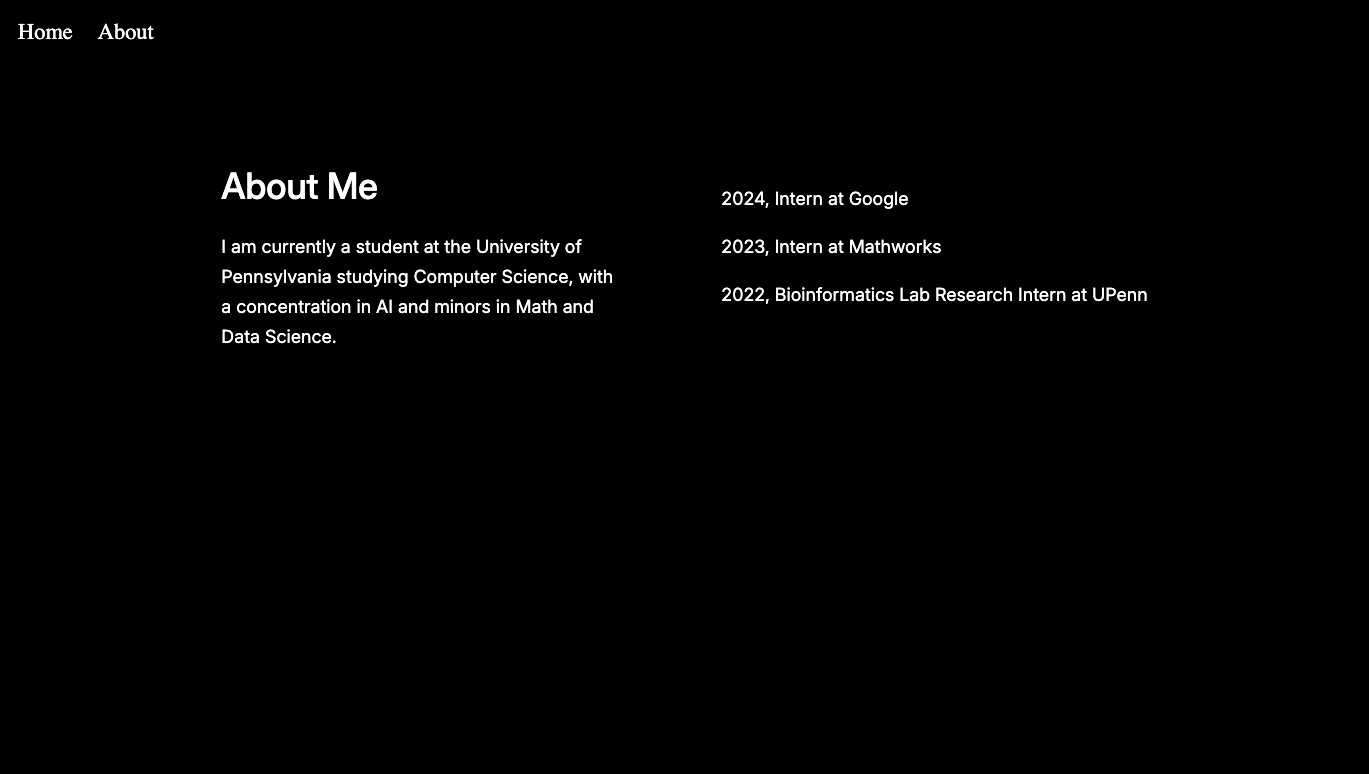 Home About
About Me
I am currently a student at the University of
Pennsylvania studying Computer Science, with
a concentration in AI and minors in Math and
Data Science.
2024, Intern at Google
2023, Intern at Mathworks
2022, Bioinformatics Lab Research Intern at UPenn